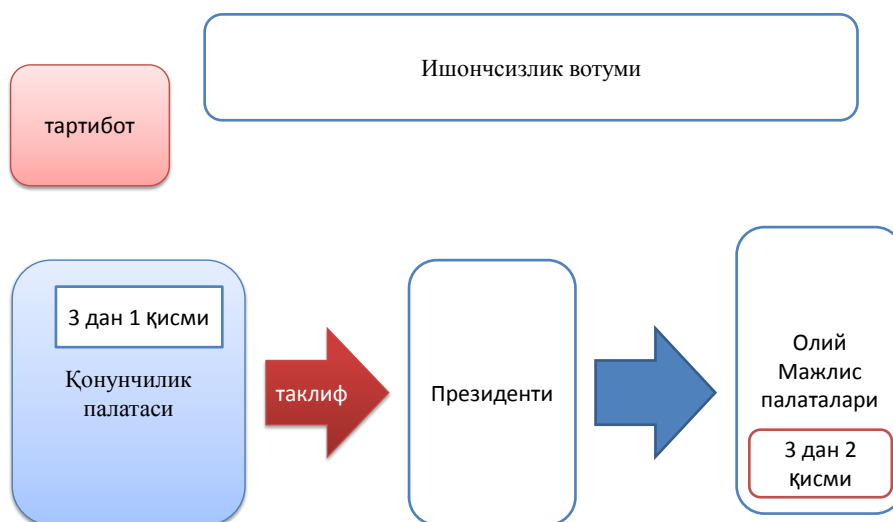 Ишончсизлик вотуми
тартибот
3 дан 1 қисми
Қонунчилик
палатаси
таклиф
Президенти
Олий
Мажлис
палаталари
3 дан 2
қисми